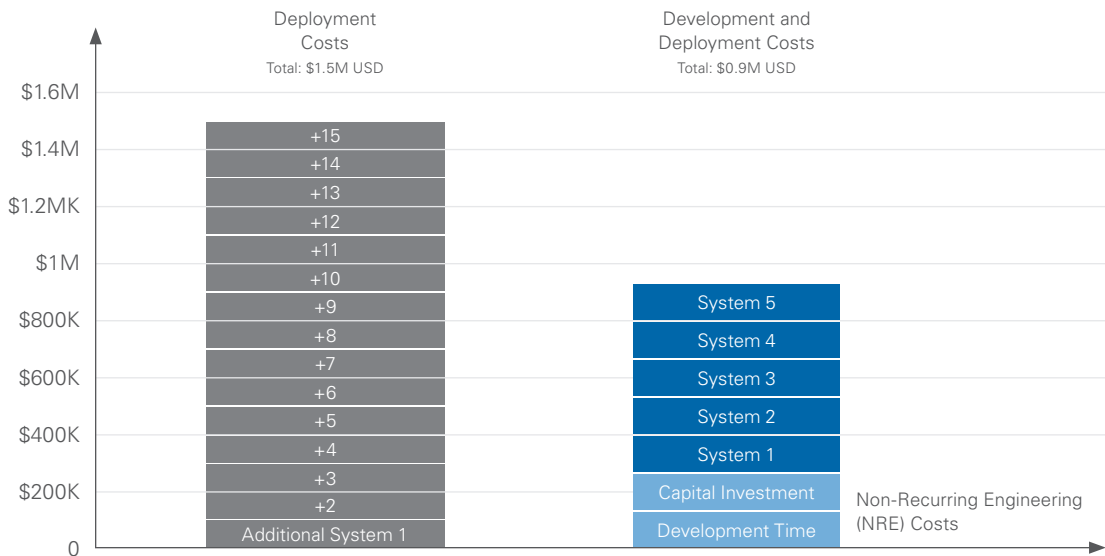 Deployment
Costs
Total: $1.5M USD
Development and
Deployment Costs
Total: $0.9M USD
$1.6M
$1.4M
$1.2MK
$1M
$800K
$600K
$400K
$200K
0
+15
+14
+13
+12
+11
+10
+9
+8
+7
+6
+5
+4
+3
+2
Additional System 1
System 5
System 4
System 3
System 2
System 1
Capital Investment
Development Time
Non-Recurring Engineering
(NRE) Costs